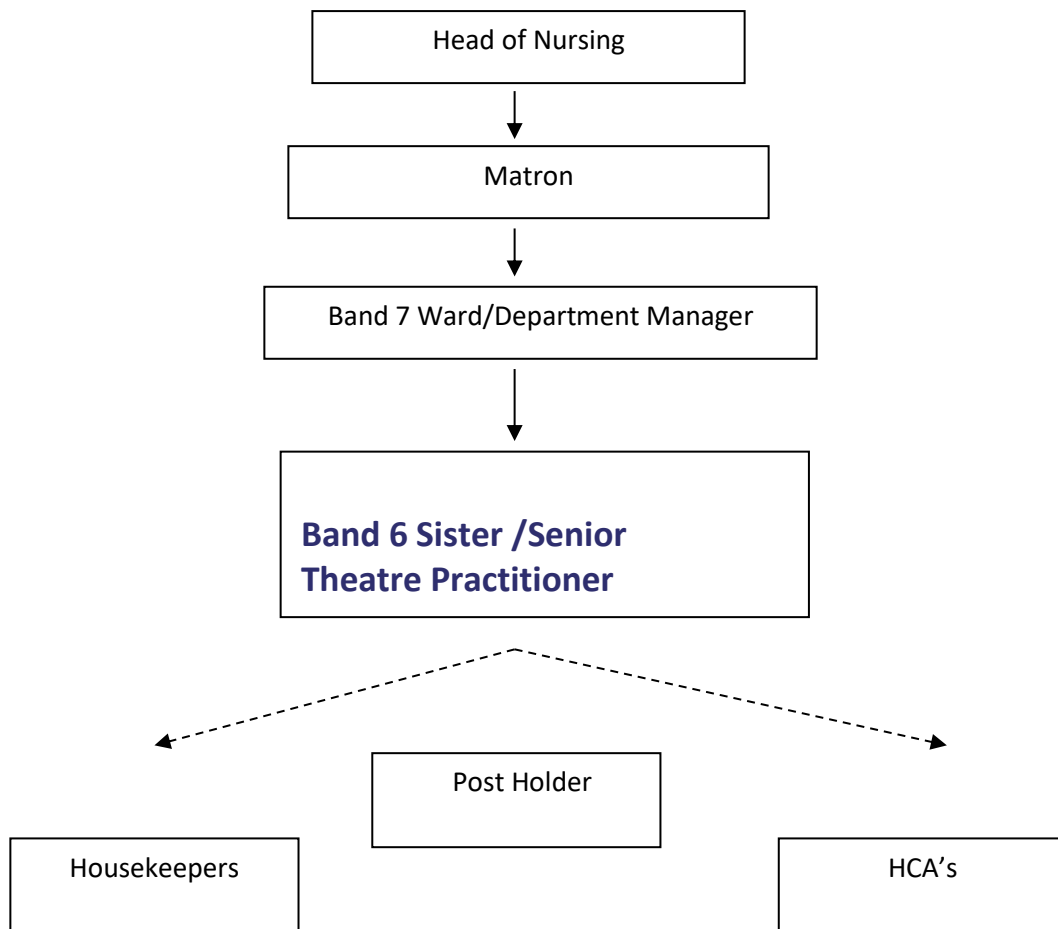 Head of Nursing
Matron
Band 7 Ward/Department Manager
Band 6 Sister /Senior
Theatre Practitioner
Post Holder
Housekeepers
HCA’s